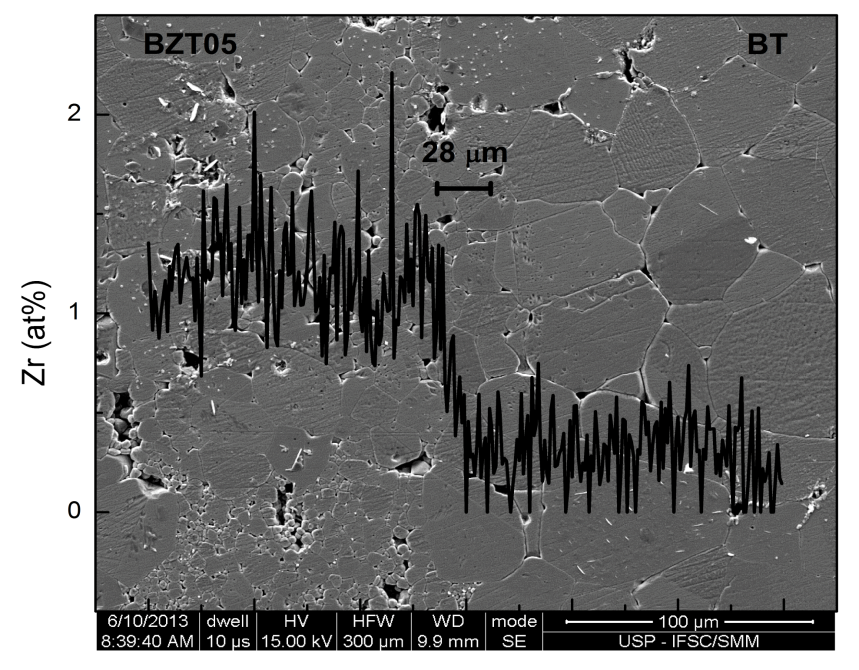 BZT05
BT
28 μm
2
1
0
Zr (at%)
6/10/2013 dwell HV HFW WD mode 100 μm
8:39:40 AM 10 μs 15.00 kV 300 μm 9.9 mm SE USP - IFSC/SMM